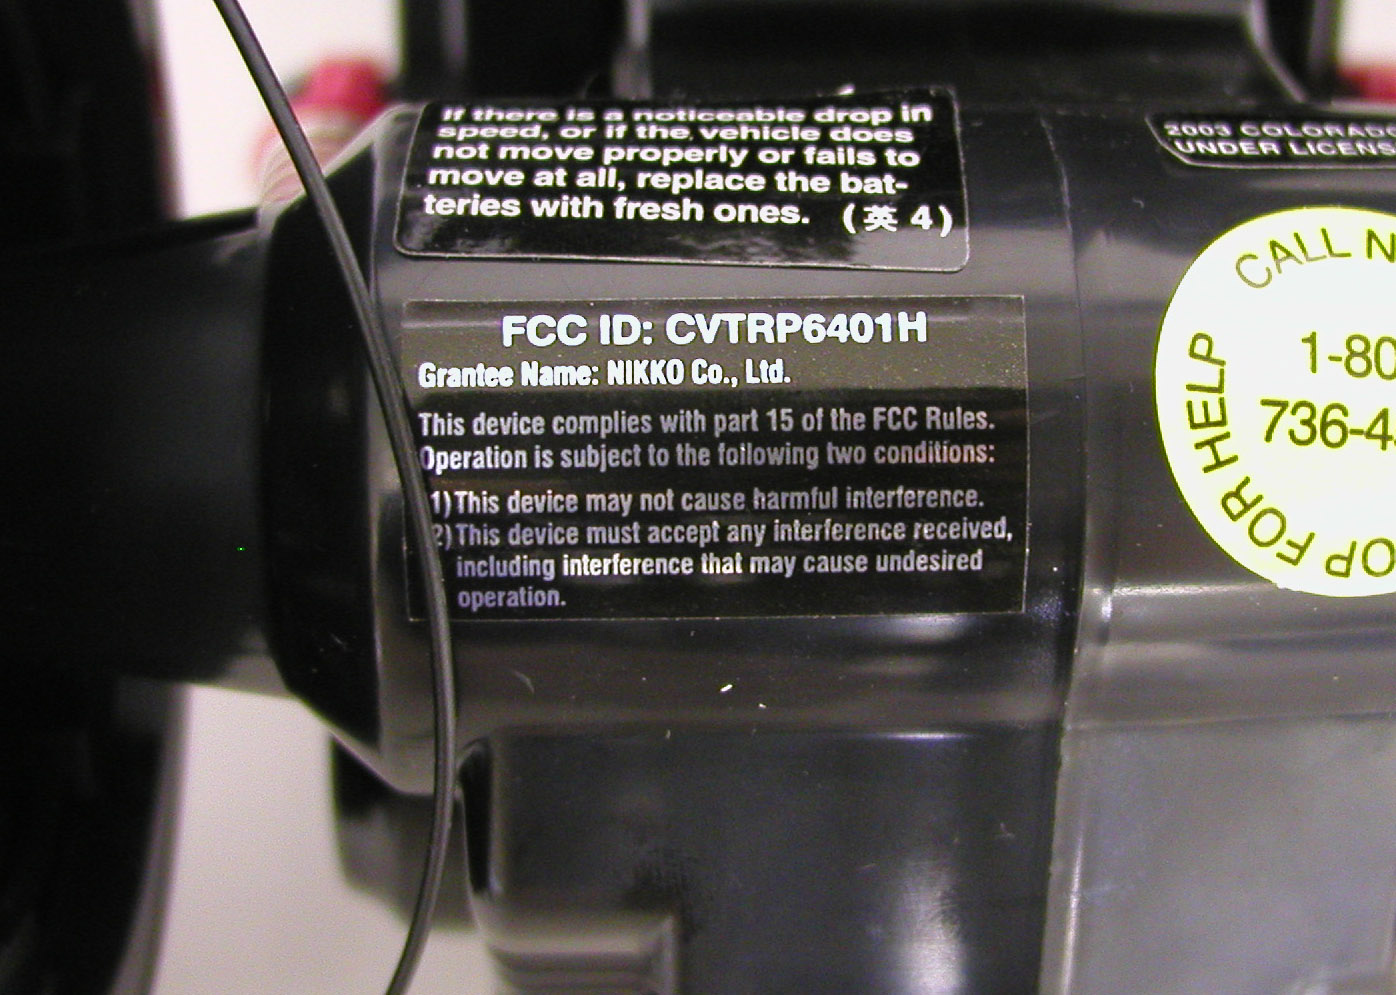 If there is a noticeable drop in
speed, or if the vehicle does
not move properly or fails to
move at all, replace the bat-
teries with fresh ones. (英 4)
FCC ID: CVTRP6401H
Grantee Name: NIKKO Co., Ltd.
This device complies with part 15 of the FCC Rules.
Operation is subject to the following two conditions:
1) This device may not cause harmful interference.
2) This device must accept any interference received,
including interference that may cause undesired
operation.
2003 COLORADO
UNDER LICENS
CALL N
1-80
736-4
OP FOR HELP